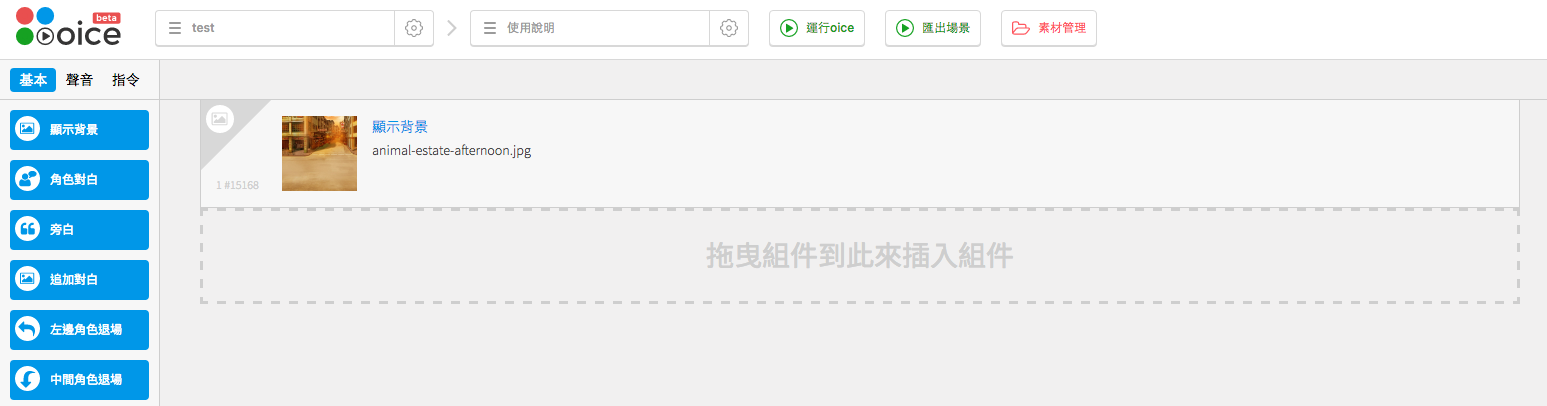 beta
oice
test
使用說明
運行oice
匯出場景
素材管理
基本 聲音 指令
顯示背景
角色對白
旁白
追加對白
左邊角色退場
中間角色退場
顯示背景
animal-estate-afternoon.jpg
1 #15168
拖曳組件到此來插入組件